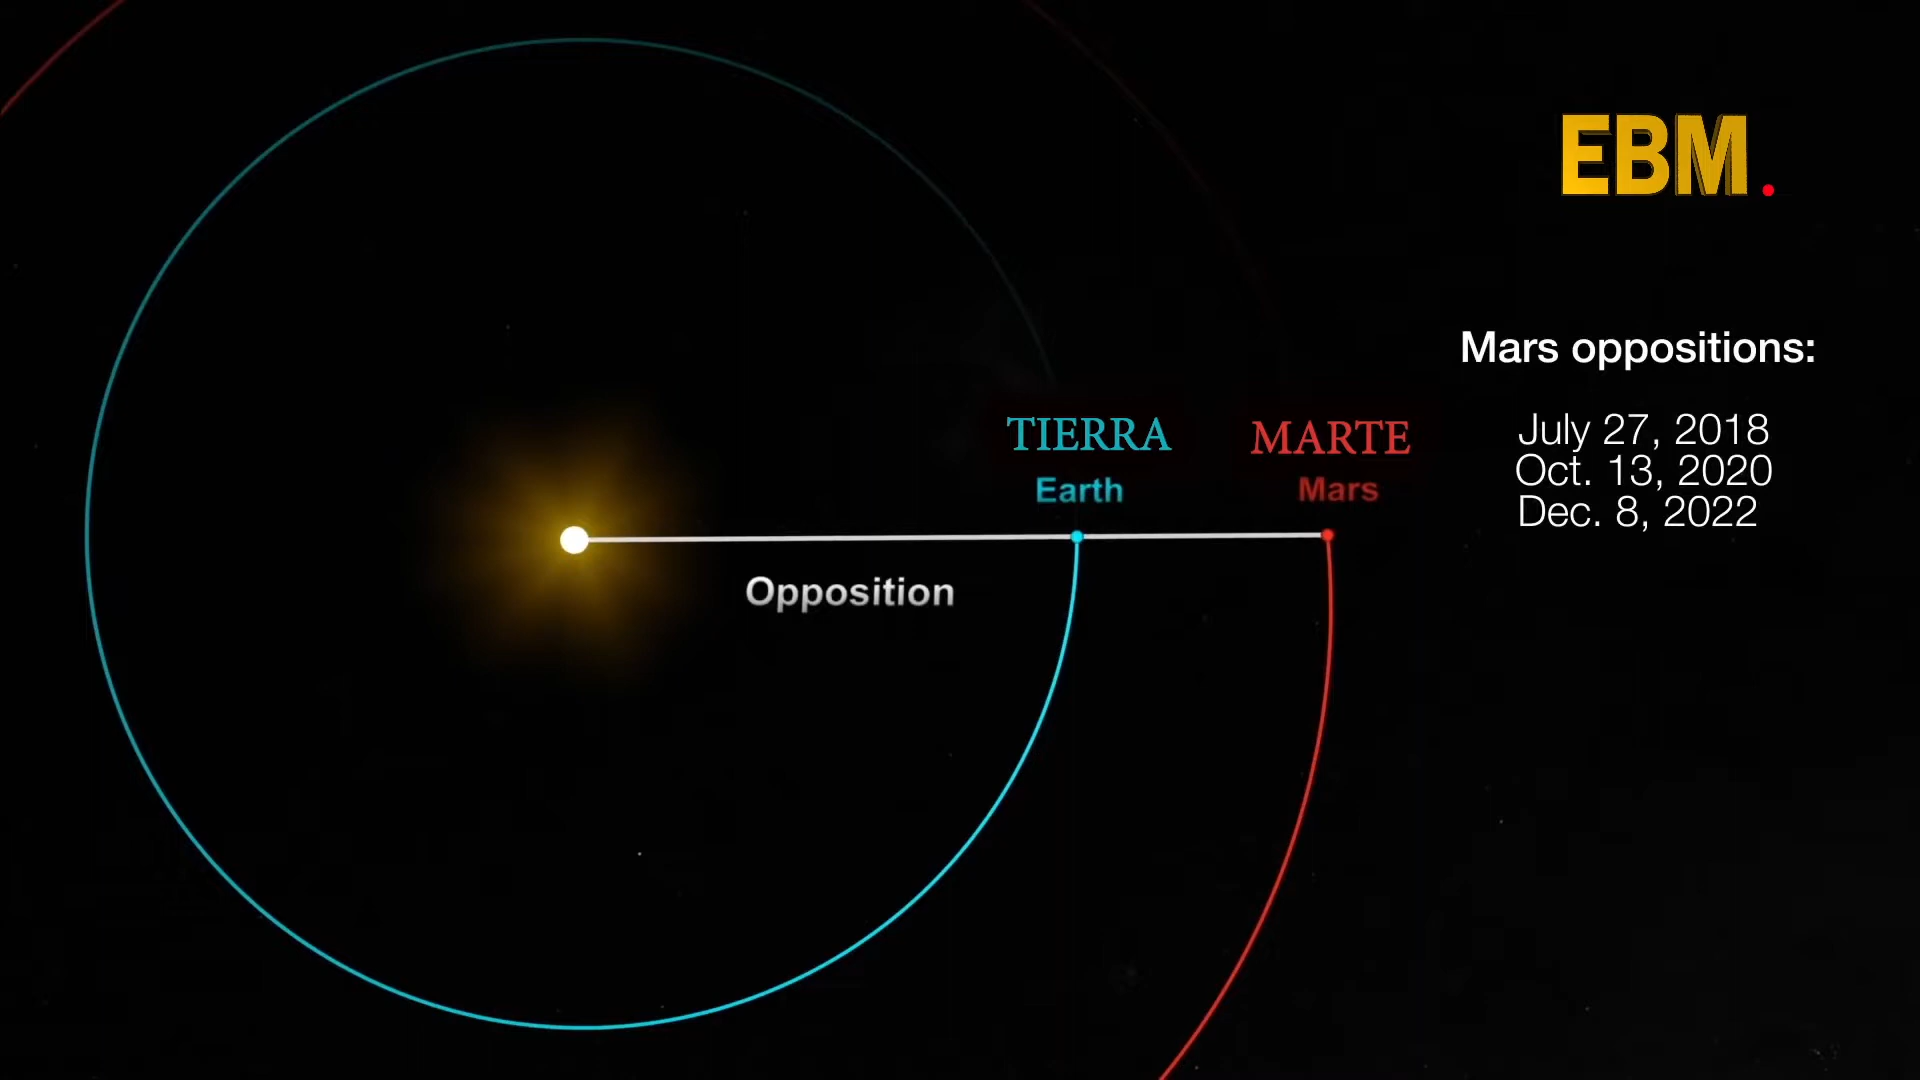 EBM.
Mars oppositions:
July 27, 2018
Oct. 13, 2020
Dec. 8, 2022
TIERRA
Earth
MARTE
Mars
Opposition